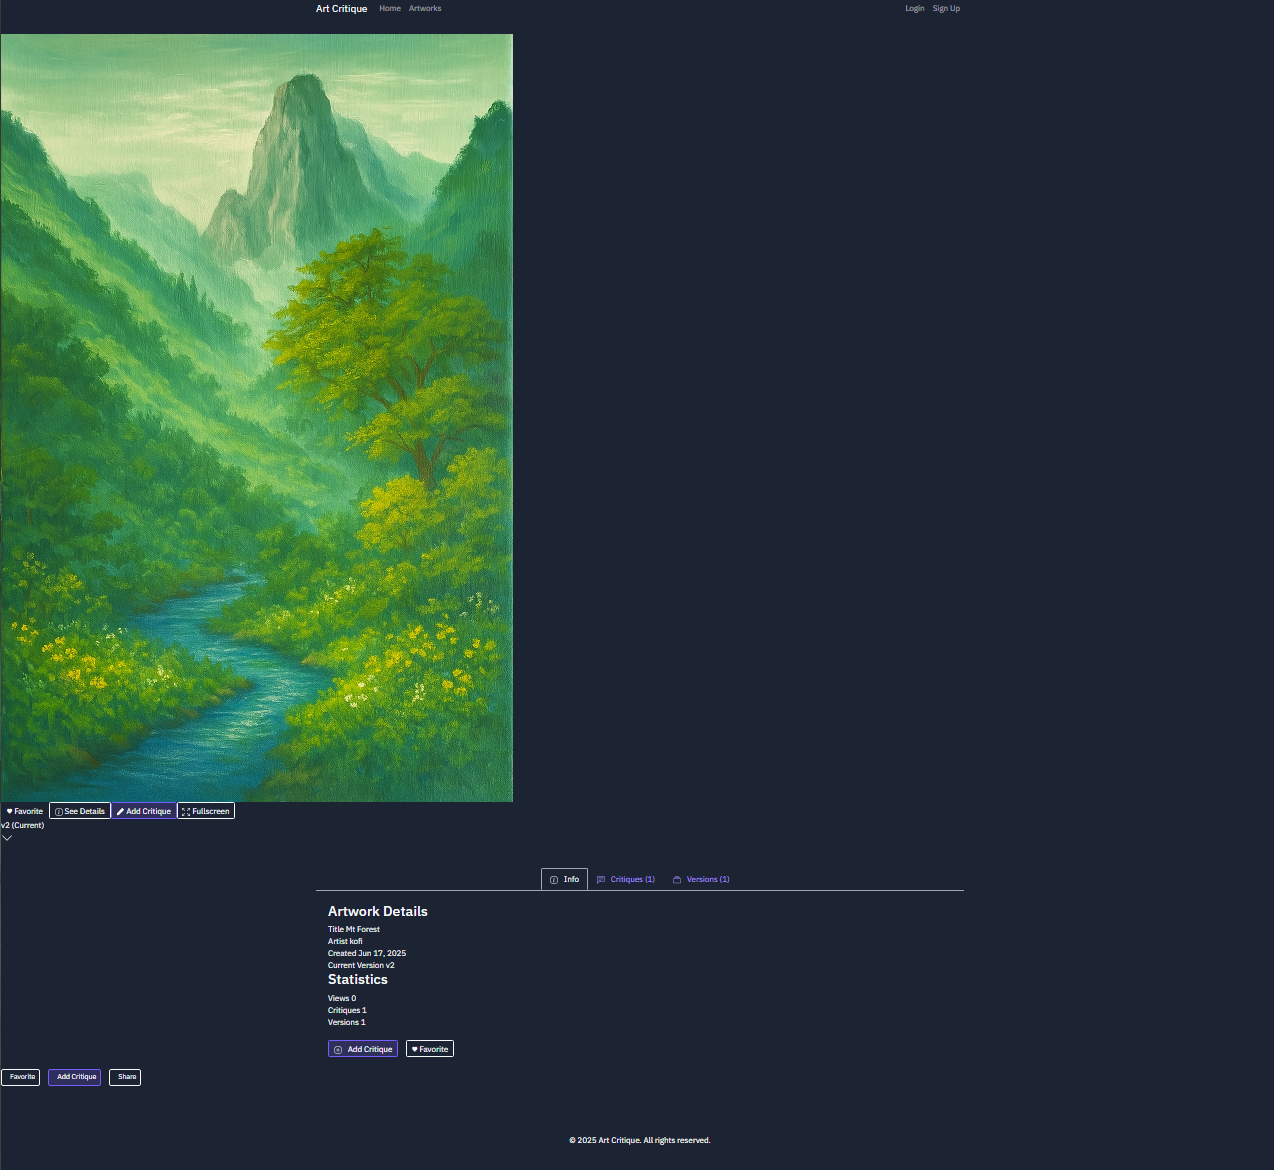 Art Critique Home Artworks Login Sign Up
Favorite See Details Add Critique Fullscreen
v2 (Current)
Info Critiques (1) Versions (1)
Artwork Details
Title Mt Forest
Artist kofi
Created Jun 17, 2025
Current Version v2
Statistics
Views 0
Critiques 1
Versions 1
Add Critique Favorite
Favorite Add Critique Share
© 2025 Art Critique. All rights reserved.